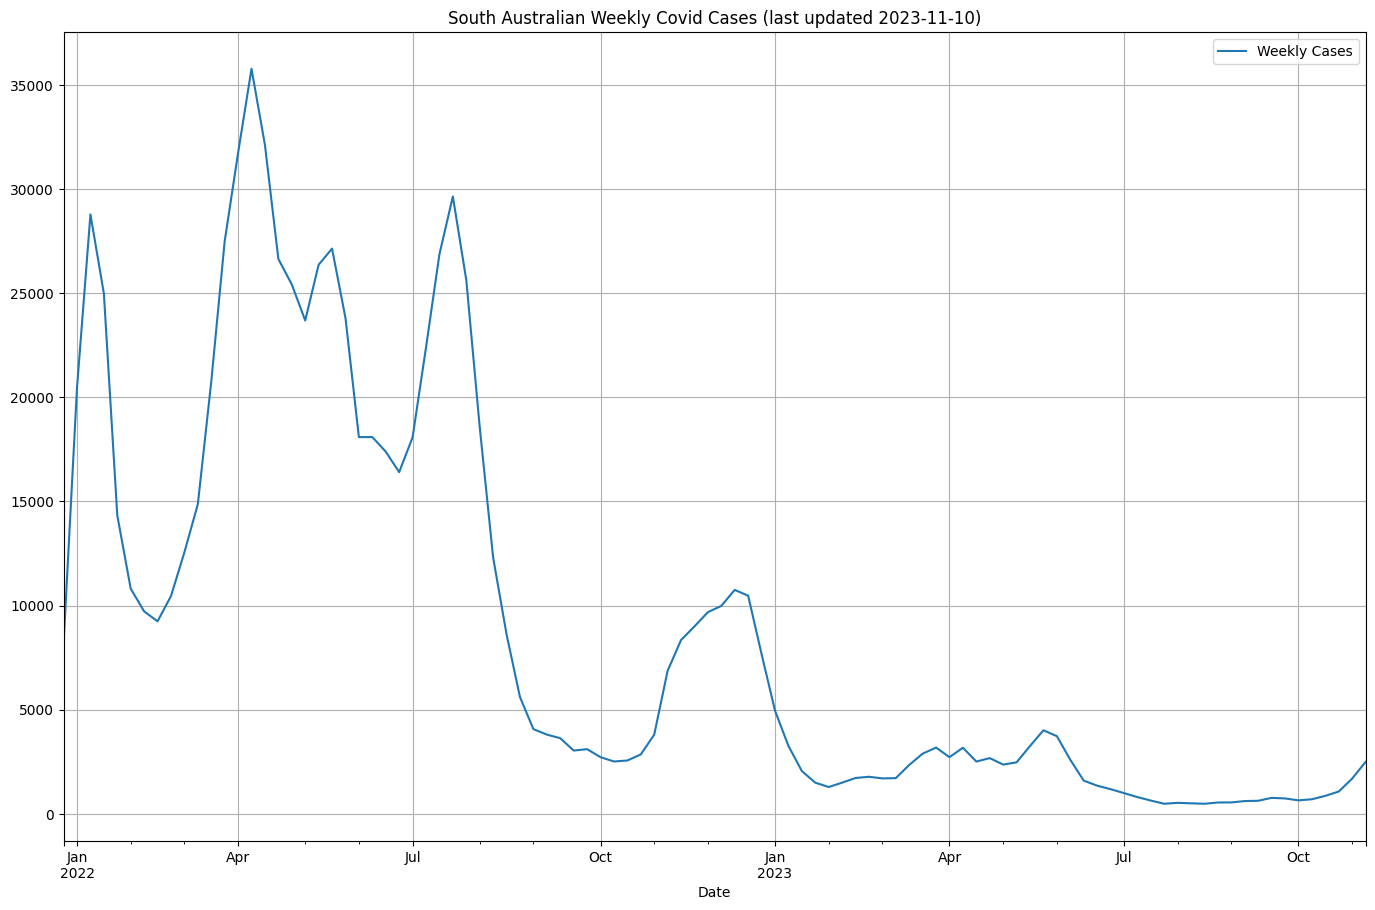 South Australian Weekly Covid Cases (last updated 2023-11-10)
Weekly Cases
35000
30000
25000
20000
15000
10000
5000
0
Jan Apr Jul Oct Jan Apr Jul Oct
2022 2023
Date